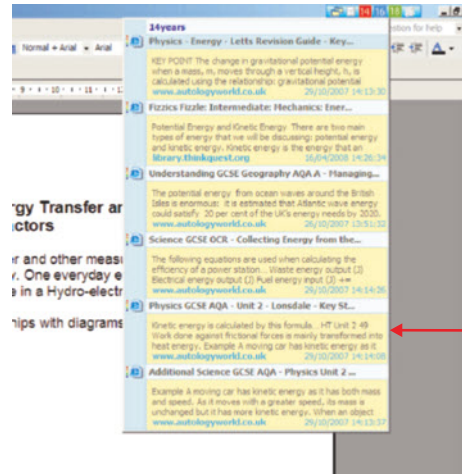 14 16 18
estion for help
Normal + Arial Arial
9 10 11
14years
Physics - Energy - Letts Revision Guide - Key...
KEY POINT The change in gravitational potential energy
when a mass, m, moves through a vertical height, h, is
calculated using the relationship: gravitational potential
www.autologyworld.co.uk 29/10/2007 14:13:30
Fizzics Fizzle: Intermediate: Mechanics: Ener...
Potential Energy and Kinetic Energy There are two main
types of energy that we will be discussing: potential energy
and kinetic energy. Kinetic energy is the energy that an
library.thinkquest.org 16/04/2008 14:26:34
Understanding GCSE Geography AQA A - Managing...
The potential energy from ocean waves around the British
Isles is enormous: it is estimated that Atlantic wave energy
could satisfy 20 per cent of the UK's energy needs by 2020.
www.autologyworld.co.uk 26/10/2007 13:51:32
Science GCSE OCR - Collecting Energy from the...
The following equations are used when calculating the
efficiency of a power station... Waste energy output (J)
Electrical energy output (J) Fuel energy input (J) +=
www.autologyworld.co.uk 29/10/2007 14:14:26
Physics GCSE AQA - Unit 2 - Lonsdale - Key St...
Kinetic energy is calculated by this formula... HT Unit 2 49
Work done against frictional forces is mainly transformed into
heat energy. Example A moving car has kinetic energy as it
www.autologyworld.co.uk 29/10/2007 14:14:08
Additional Science GCSE AQA - Physics Unit 2 ...
Example A moving car has kinetic energy as it has both mass
and speed. As it moves with a greater speed, its mass is
unchanged but it has more kinetic energy. When an object
www.autologyworld.co.uk 29/10/2007 14:13:37
rgy Transfer ar
ctors
er and other measu
y. One everyday e
e in a Hydro-electr
nips with diagrams